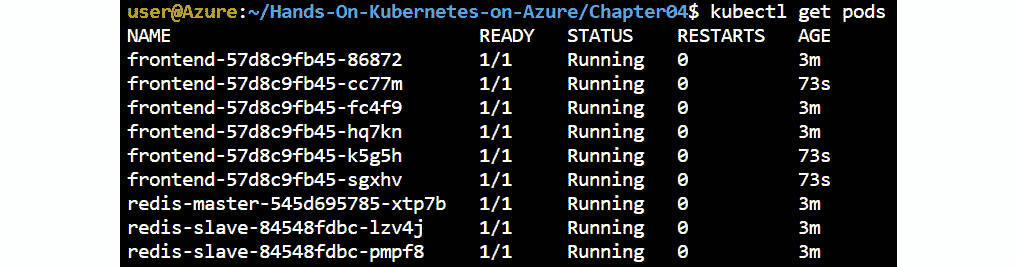 user@Azure:~/Hands-On-Kubernetes-on-Azure/Chapter04$ kubectl get pods
NAME READY STATUS RESTARTS AGE
frontend-57d8c9fb45-86872 1/1 Running 0 3m
frontend-57d8c9fb45-cc77m 1/1 Running 0 73s
frontend-57d8c9fb45-fc4f9 1/1 Running 0 3m
frontend-57d8c9fb45-hq7kn 1/1 Running 0 3m
frontend-57d8c9fb45-k5g5h 1/1 Running 0 73s
frontend-57d8c9fb45-sgxhv 1/1 Running 0 73s
redis-master-545d695785-xtp7b 1/1 Running 0 3m
redis-slave-84548fdbc-lzv4j 1/1 Running 0 3m
redis-slave-84548fdbc-pmpf8 1/1 Running 0 3m